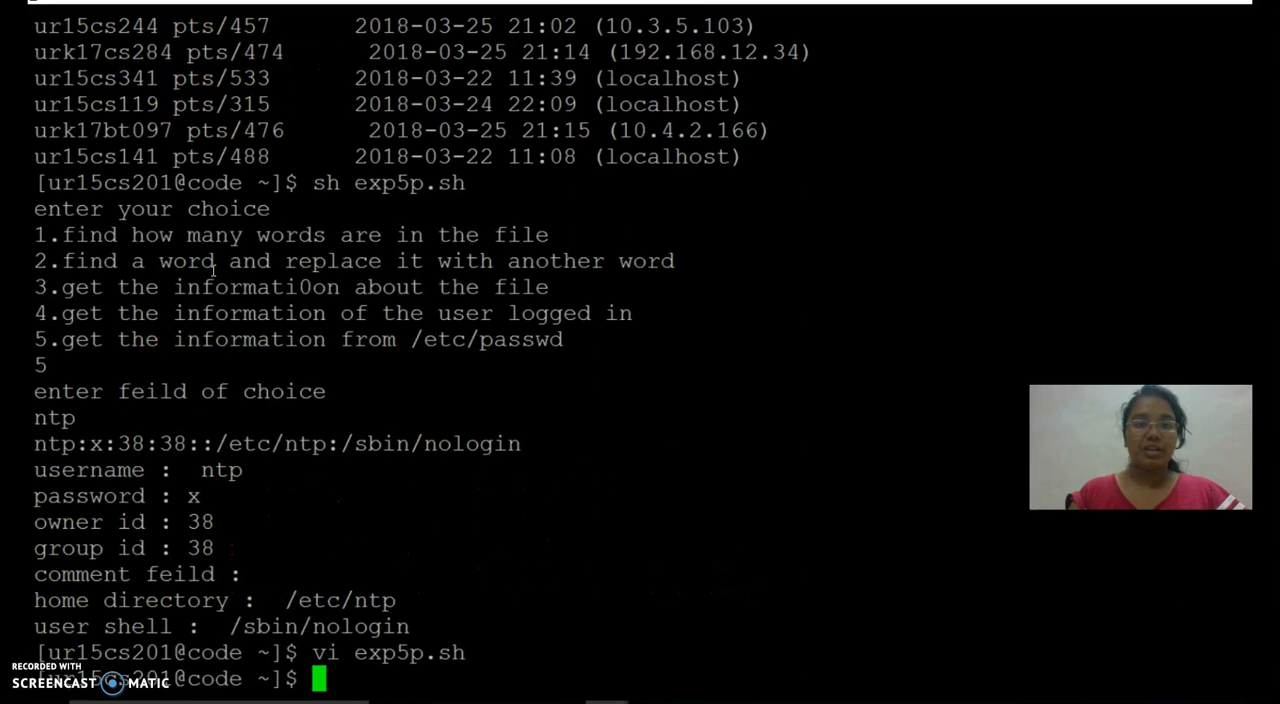 ur15cs244 pts/457      2018-03-25 21:02 (10.3.5.103)
urk17cs284 pts/474      2018-03-25 21:14 (192.168.12.34)
ur15cs341 pts/533      2018-03-22 11:39 (localhost)
ur15cs119 pts/315      2018-03-24 22:09 (localhost)
urk17bt097 pts/476      2018-03-25 21:15 (10.4.2.166)
ur15cs141 pts/488      2018-03-22 11:08 (localhost)
[ur15cs201@code ~]$ sh exp5p.sh
enter your choice
1.find how many words are in the file
2.find a word and replace it with another word
3.get the informati0on about the file
4.get the information of the user logged in
5.get the information from /etc/passwd
5
enter feild of choice
ntp
ntp:x:38:38::/etc/ntp:/sbin/nologin
username :  ntp
password : x
owner id : 38
group id : 38
comment feild :
home directory :  /etc/ntp
user shell :  /sbin/nologin
[ur15cs201@code ~]$ vi exp5p.sh
[ur15cs201@code ~]$
RECORDED WITH
SCREENCAST MATIC